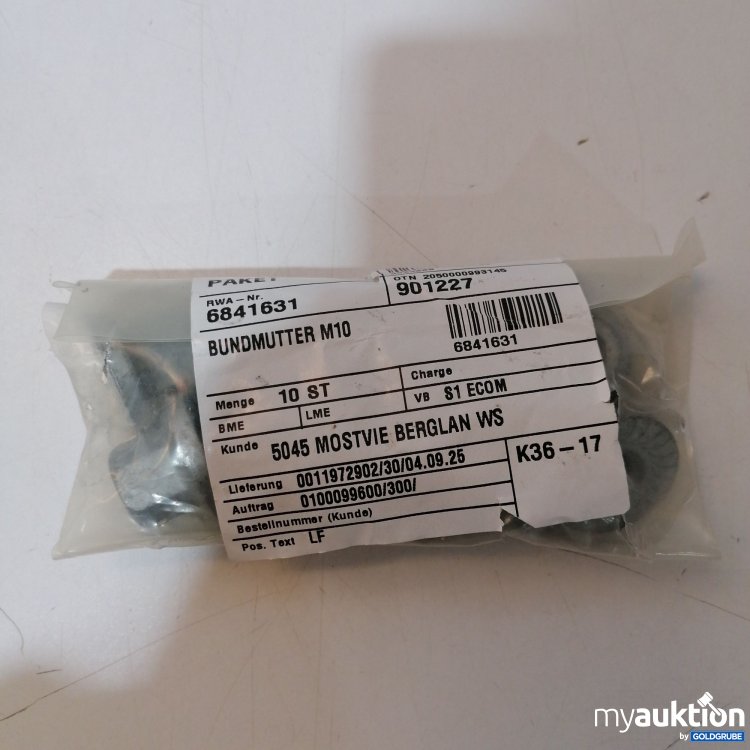 PAKET
DTN 2050000993145
RWA-Nr.
6841631
901227
BUNDMUTTER M10
6841631
Menge 10 ST
Charge
BME LME
VB S1 ECOM
Kunde 5045 MOSTVIE BERGLAN WS
Lieferung 0011972902/30/04.09.25
K36-17
Auftrag 0100099600/300/
Bestellnummer (Kunde)
Pos. Text LF
myauktion
by GOLDGRUBE